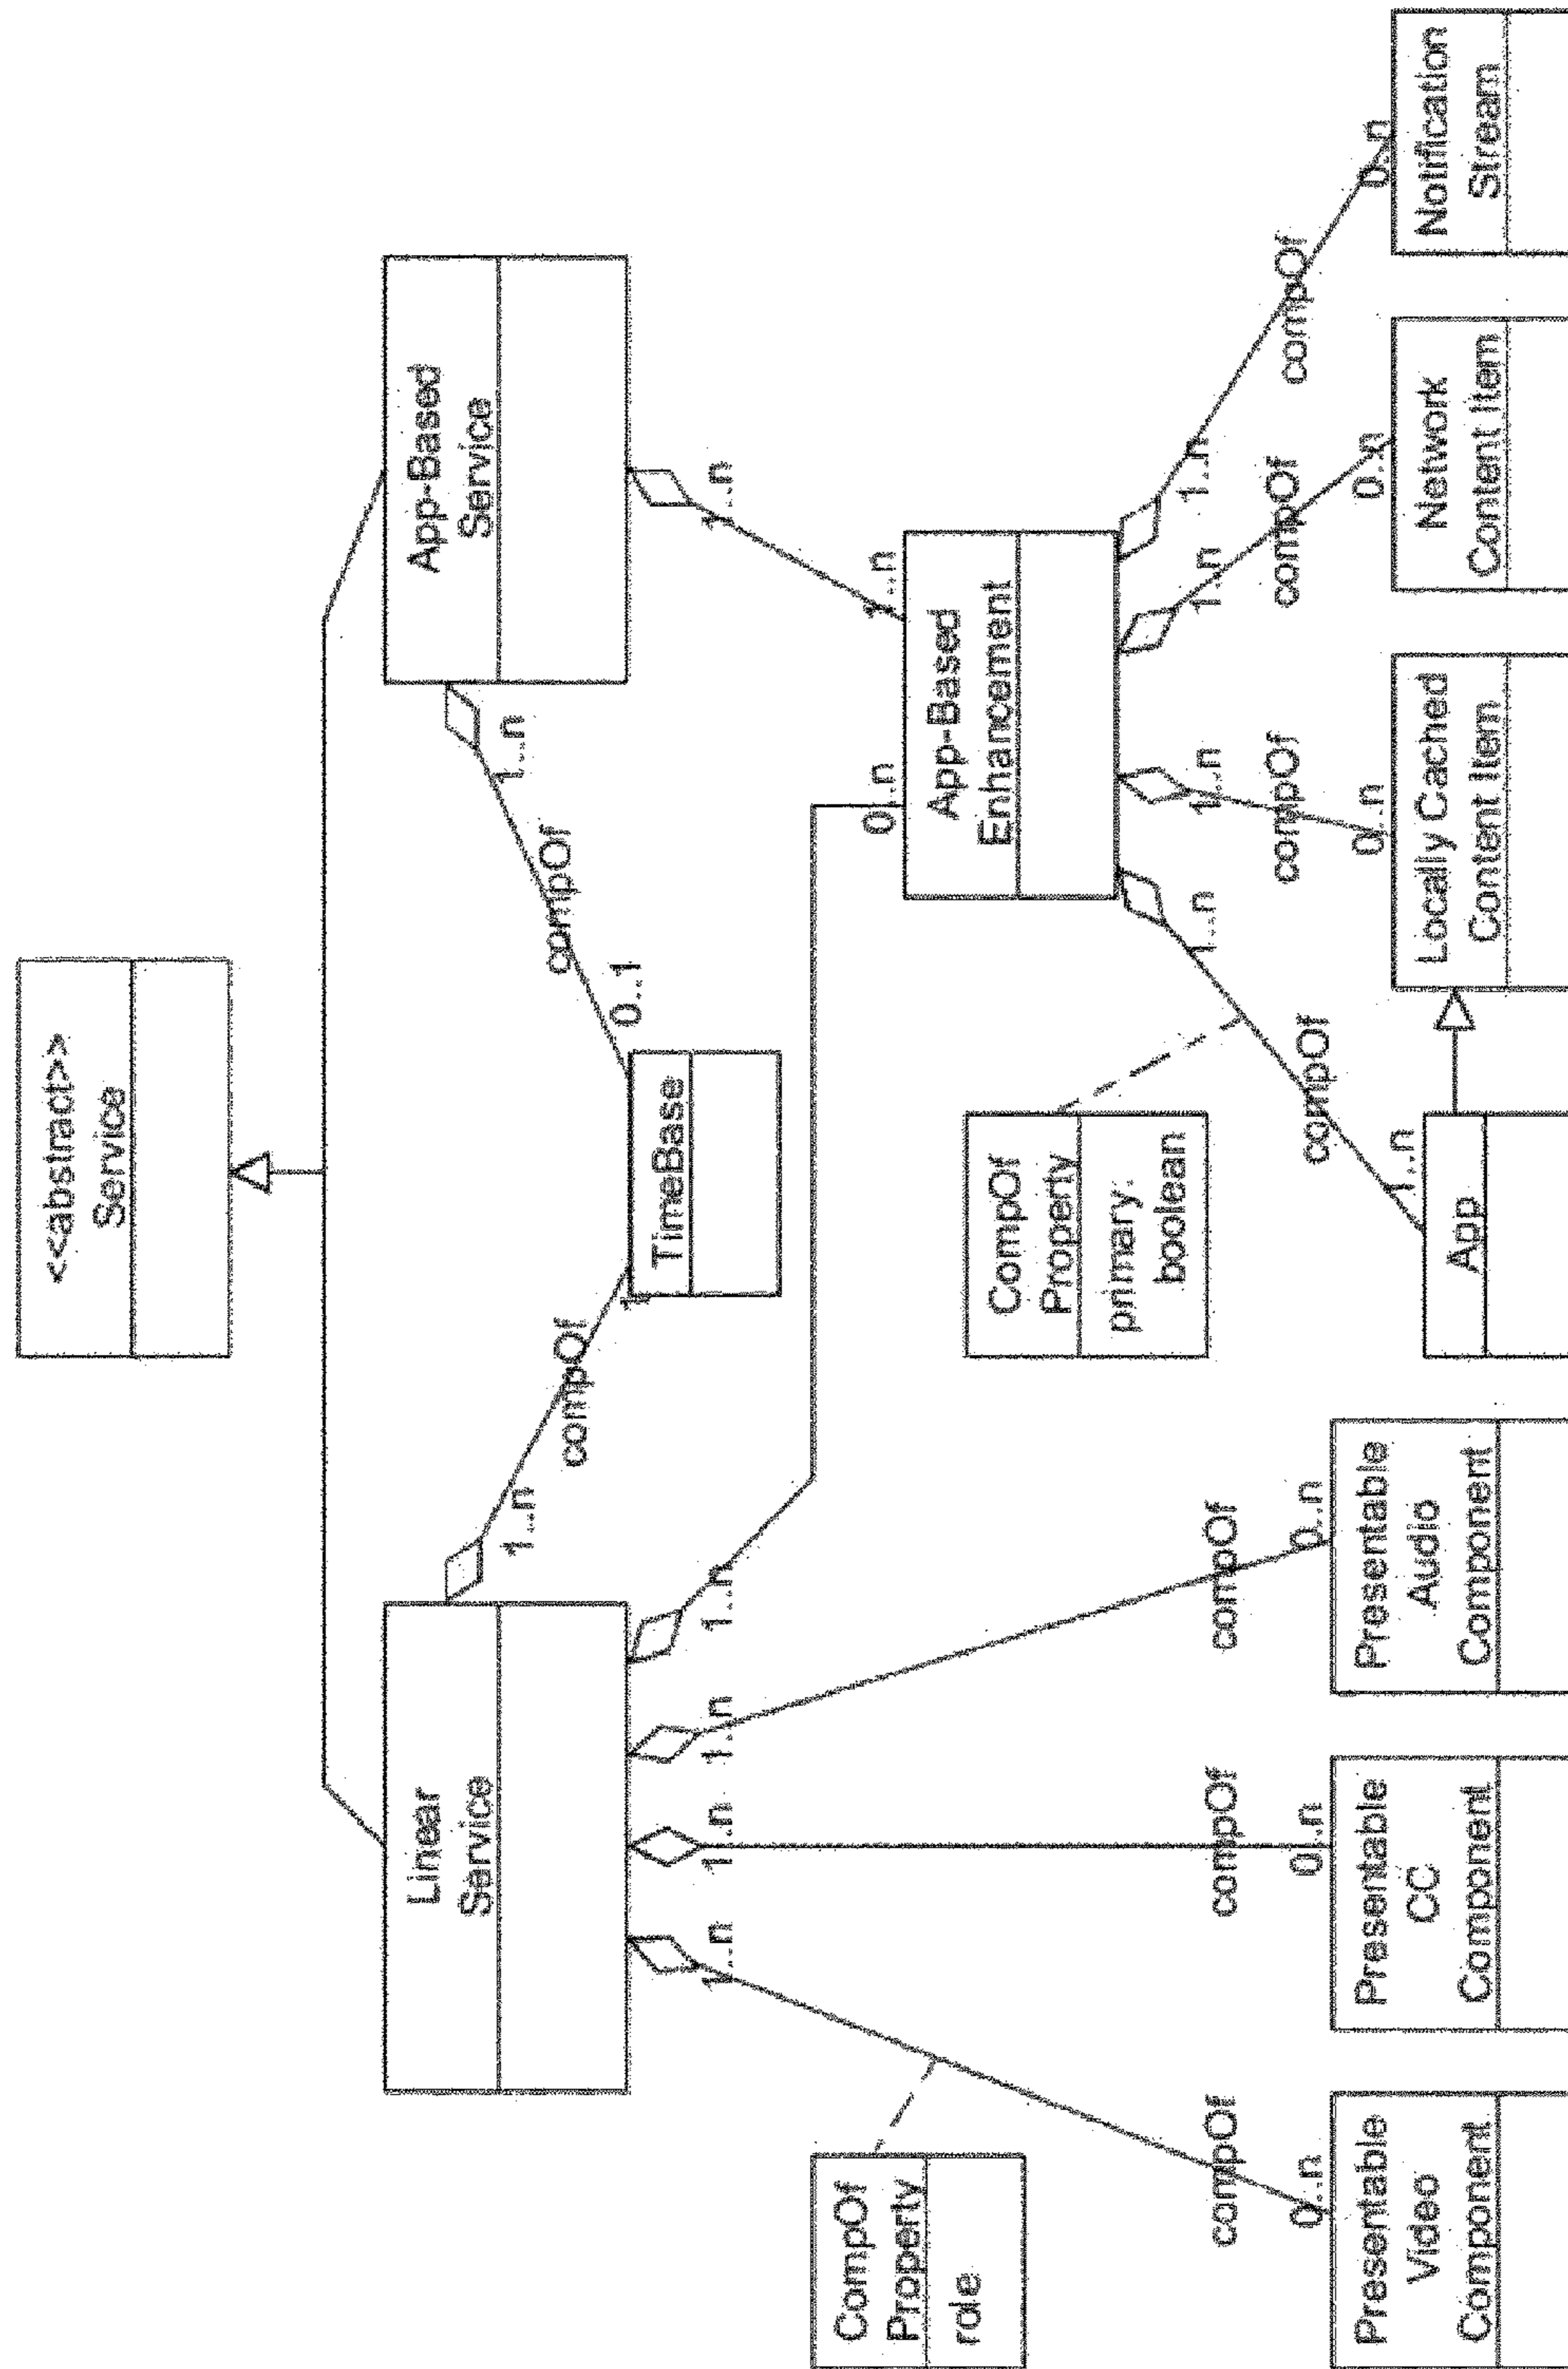 <<abstract>>
Service
Linear
Service
App-Based
Service
1..n
compOf
1
TimeBase
0..1
compOf
1..n
1..n
1..n
1..n
1..n
1..n
CompOf
Property
role
0..n
1..n
App-Based
Enhancement
CompOf
Property
primary:
boolean
1..n
1..n
1..n
1..n
compOf
compOf
compOf
compOf
compOf
compOf
compOf
0..n
0..n
0..n
1..n
0..n
0..n
0..n
Presentable
Video
Component
Presentable
CC
Component
Presentable
Audio
Component
App
Locally Cached
Content Item
Network
Content Item
Notification
Stream